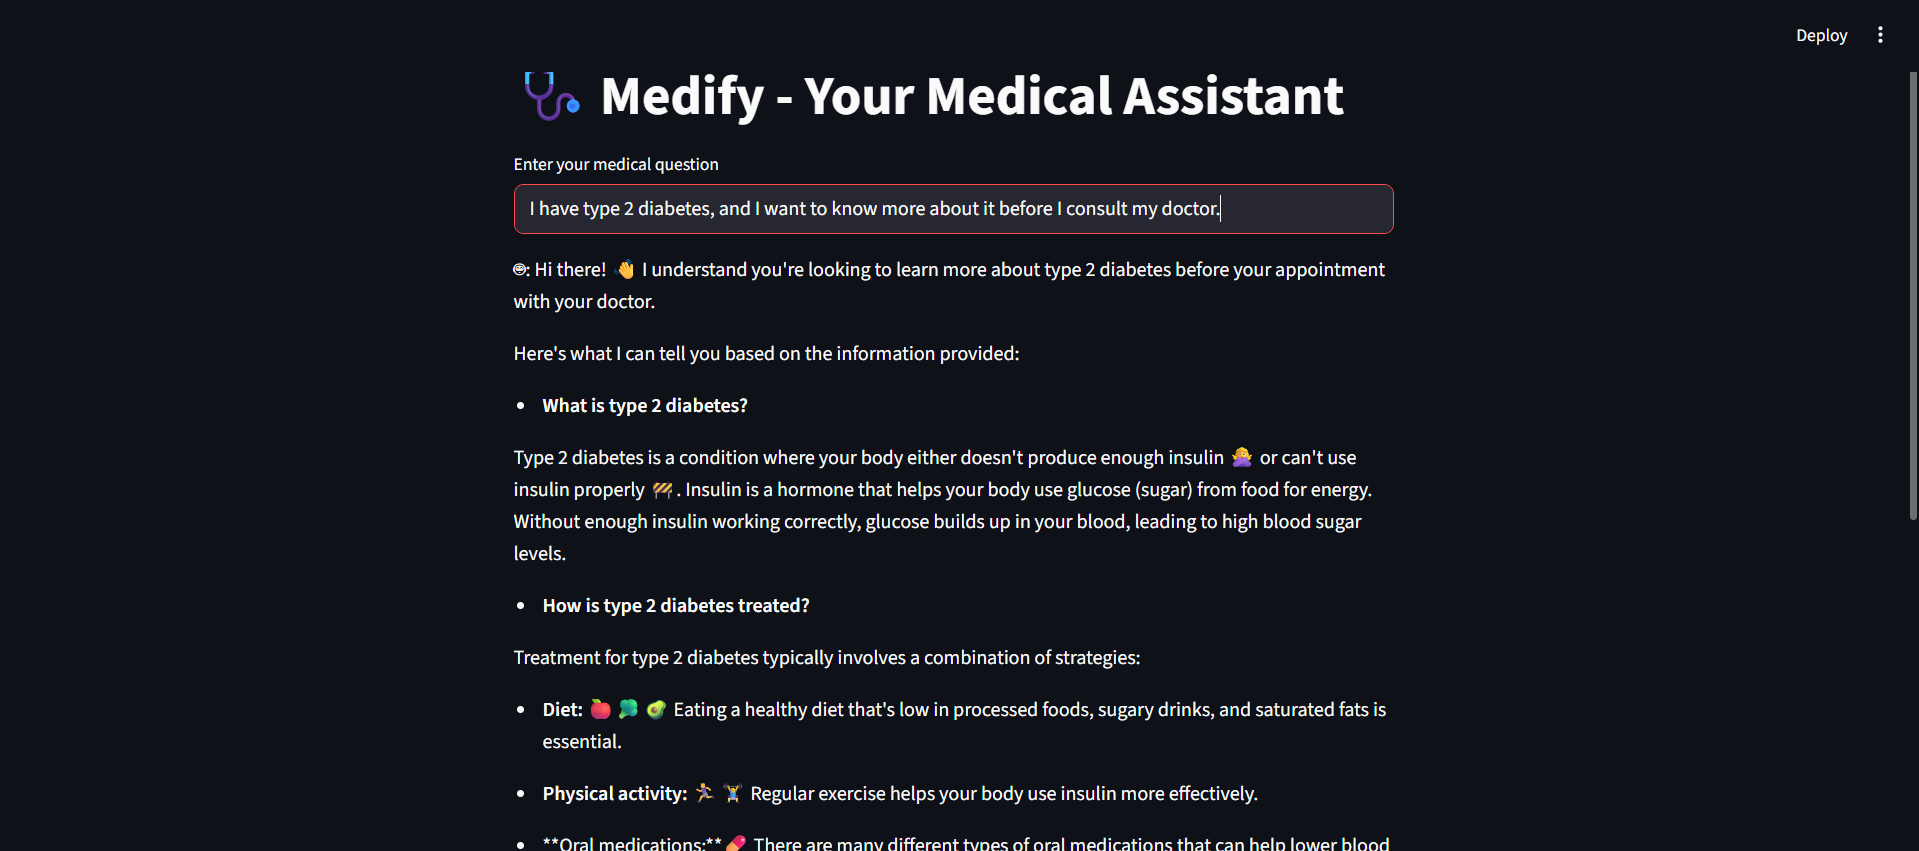 Deploy
Medify - Your Medical Assistant
Enter your medical question
I have type 2 diabetes, and I want to know more about it before I consult my doctor.
🤓: Hi there! 👋 I understand you're looking to learn more about type 2 diabetes before your appointment
with your doctor.
Here's what I can tell you based on the information provided:
• What is type 2 diabetes?
Type 2 diabetes is a condition where your body either doesn't produce enough insulin 🙅‍♀️ or can't use
insulin properly 🚧 . Insulin is a hormone that helps your body use glucose (sugar) from food for energy.
Without enough insulin working correctly, glucose builds up in your blood, leading to high blood sugar
levels.
• How is type 2 diabetes treated?
Treatment for type 2 diabetes typically involves a combination of strategies:
• Diet: 🍎 🥦 🥑 Eating a healthy diet that's low in processed foods, sugary drinks, and saturated fats is
essential.
• Physical activity: 🏃‍♀️ 🏋️ Regular exercise helps your body use insulin more effectively.
• **Oral medications:** 💊 There are many different types of oral medications that can help lower blood